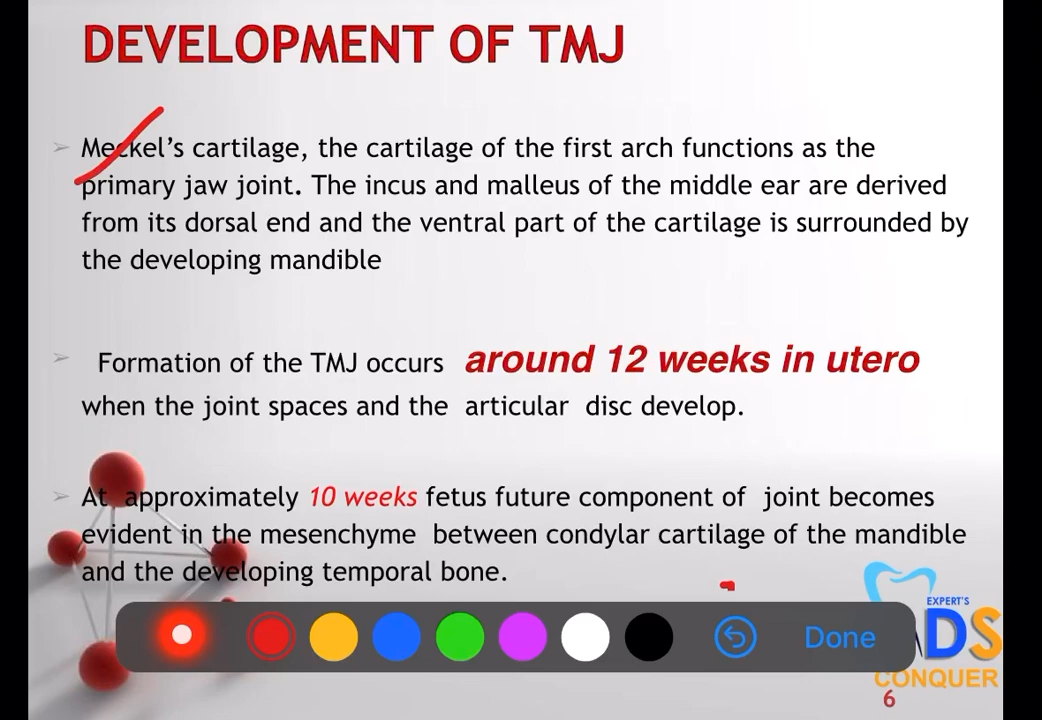 DEVELOPMENT OF TMJ
➢ Meckel's cartilage, the cartilage of the first arch functions as the
primary jaw joint. The incus and malleus of the middle ear are derived
from its dorsal end and the ventral part of the cartilage is surrounded by
the developing mandible
➢ Formation of the TMJ occurs around 12 weeks in utero
when the joint spaces and the articular disc develop.
➢ At approximately 10 weeks fetus future component of joint becomes
evident in the mesenchyme between condylar cartilage of the mandible
and the developing temporal bone.
EXPERT'S
DS
CONQUER
Done
6